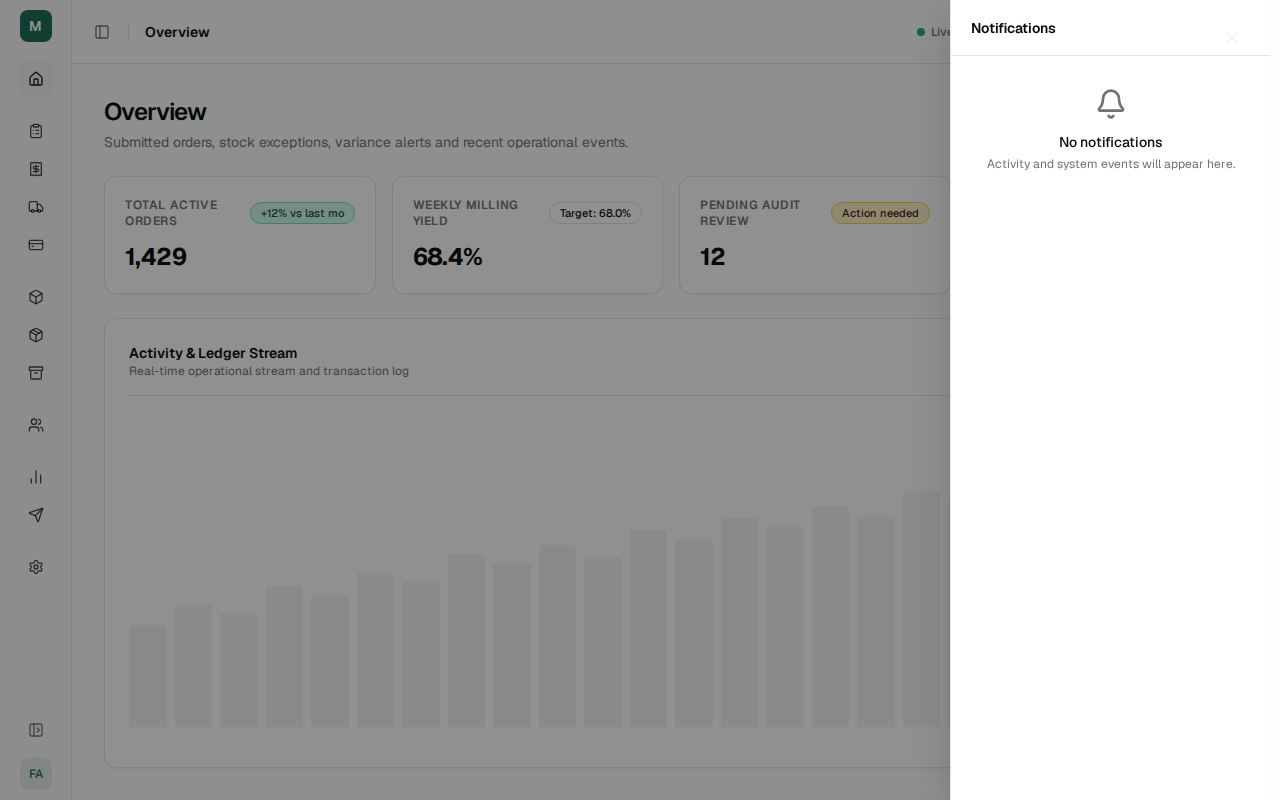 M
Overview
Live
Notifications
No notifications
Activity and system events will appear here.
Overview
Submitted orders, stock exceptions, variance alerts and recent operational events.
TOTAL ACTIVE
ORDERS
+12% vs last mo
1,429
WEEKLY MILLING
YIELD
Target: 68.0%
68.4%
PENDING AUDIT
REVIEW
Action needed
12
Activity & Ledger Stream
Real-time operational stream and transaction log
FA